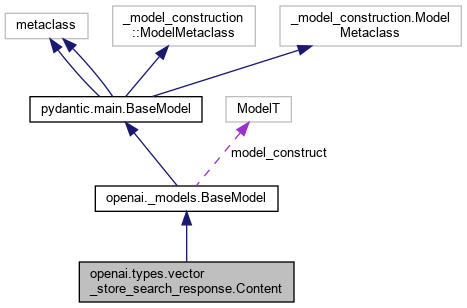 metaclass
_model_construction
::ModelMetaclass
_model_construction.Model
Metaclass
pydantic.main.BaseModel
ModelT
model_construct
openai._models.BaseModel
openai.types.vector
_store_search_response.Content